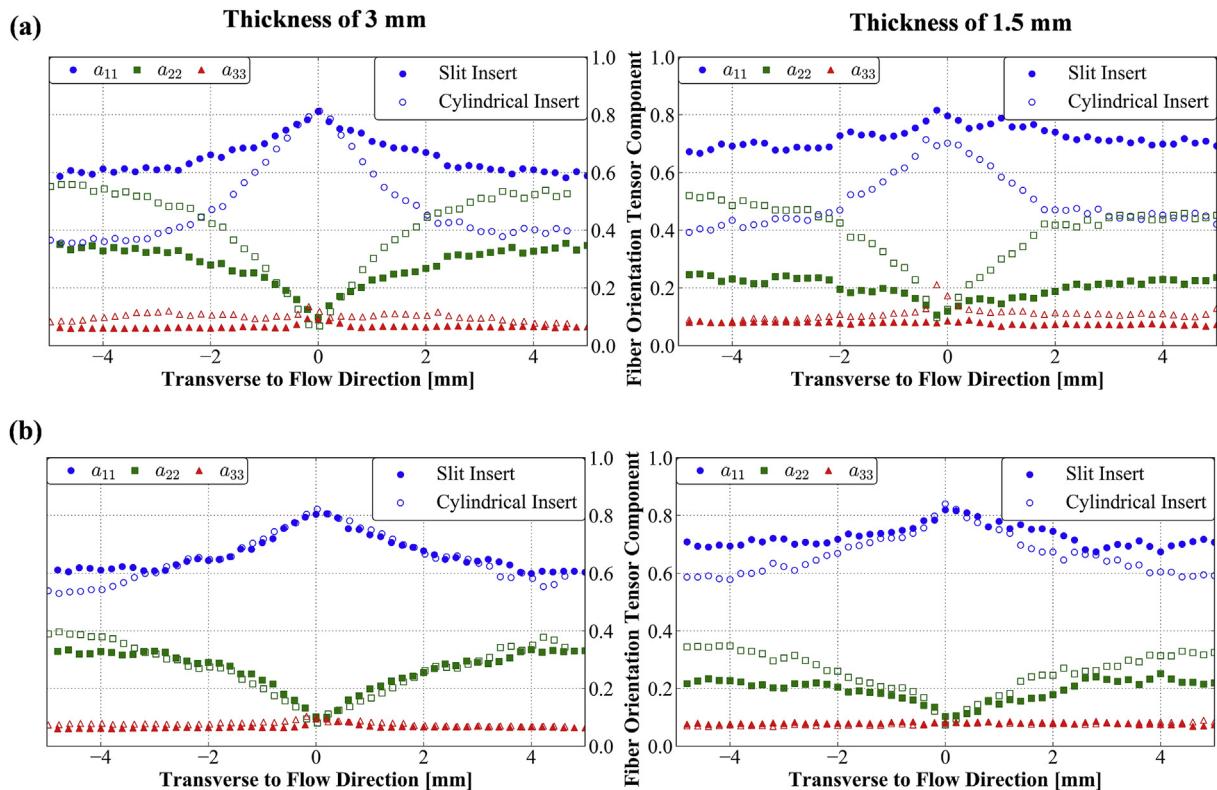 Thickness of 3 mm
Thickness of 1.5 mm
(a)
a11 a22 a33
Slit Insert
Cylindrical Insert
1.0
0.8
0.6
0.4
0.2
0.0
−4 −2 0 2 4
Transverse to Flow Direction [mm]
Fiber Orientation Tensor Component
a11 a22 a33
Slit Insert
Cylindrical Insert
1.0
0.8
0.6
0.4
0.2
0.0
−4 −2 0 2 4
Transverse to Flow Direction [mm]
(b)
a11 a22 a33
Slit Insert
Cylindrical Insert
1.0
0.8
0.6
0.4
0.2
0.0
−4 −2 0 2 4
Transverse to Flow Direction [mm]
Fiber Orientation Tensor Component
a11 a22 a33
Slit Insert
Cylindrical Insert
1.0
0.8
0.6
0.4
0.2
0.0
−4 −2 0 2 4
Transverse to Flow Direction [mm]